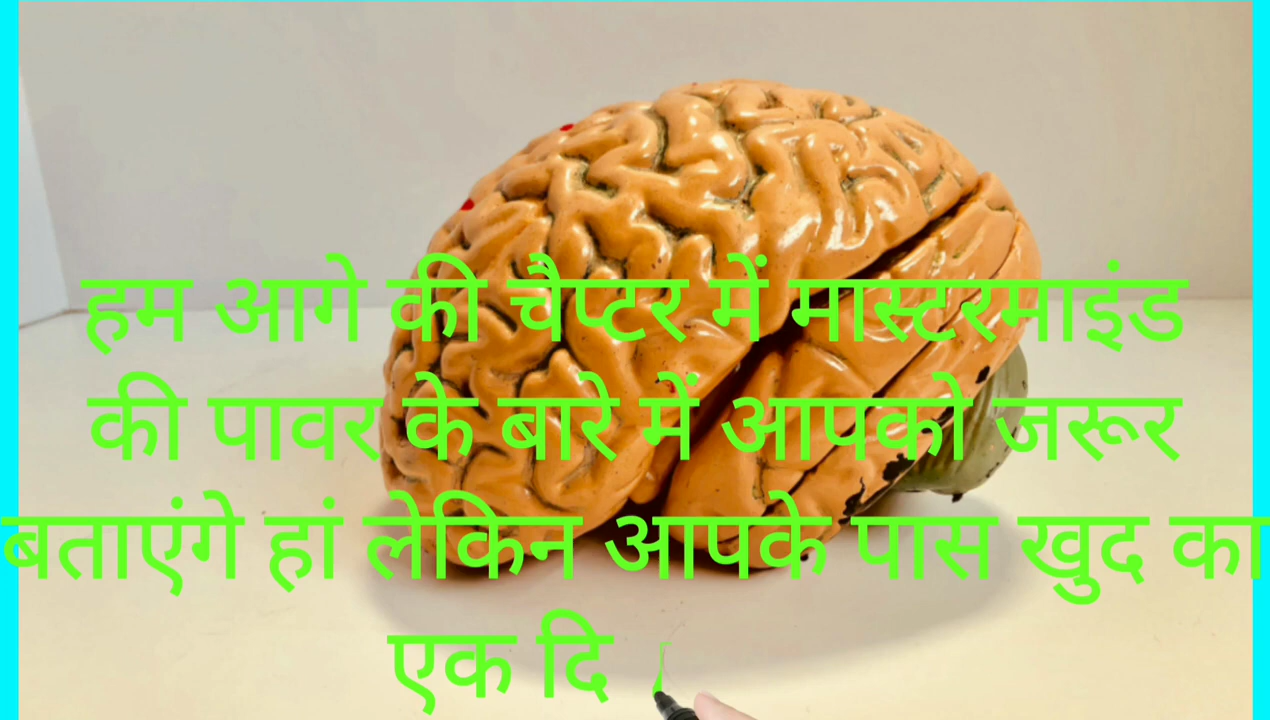 हम आगे की चैप्टर में मास्टरमाइंड
की पावर के बारे में आपको जरूर
बताएंगे हां लेकिन आपके पास खुद का
एक दि